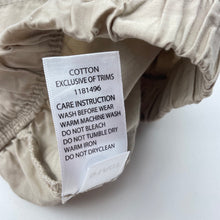 COTTON
EXCLUSIVE OF TRIMS
1181496
CARE INSTRUCTION
WASH BEFORE WEAR
WARM MACHINE WASH
DO NOT BLEACH
DO NOT TUMBLE DRY
WARM IRON
DO NOT DRYCLEAN